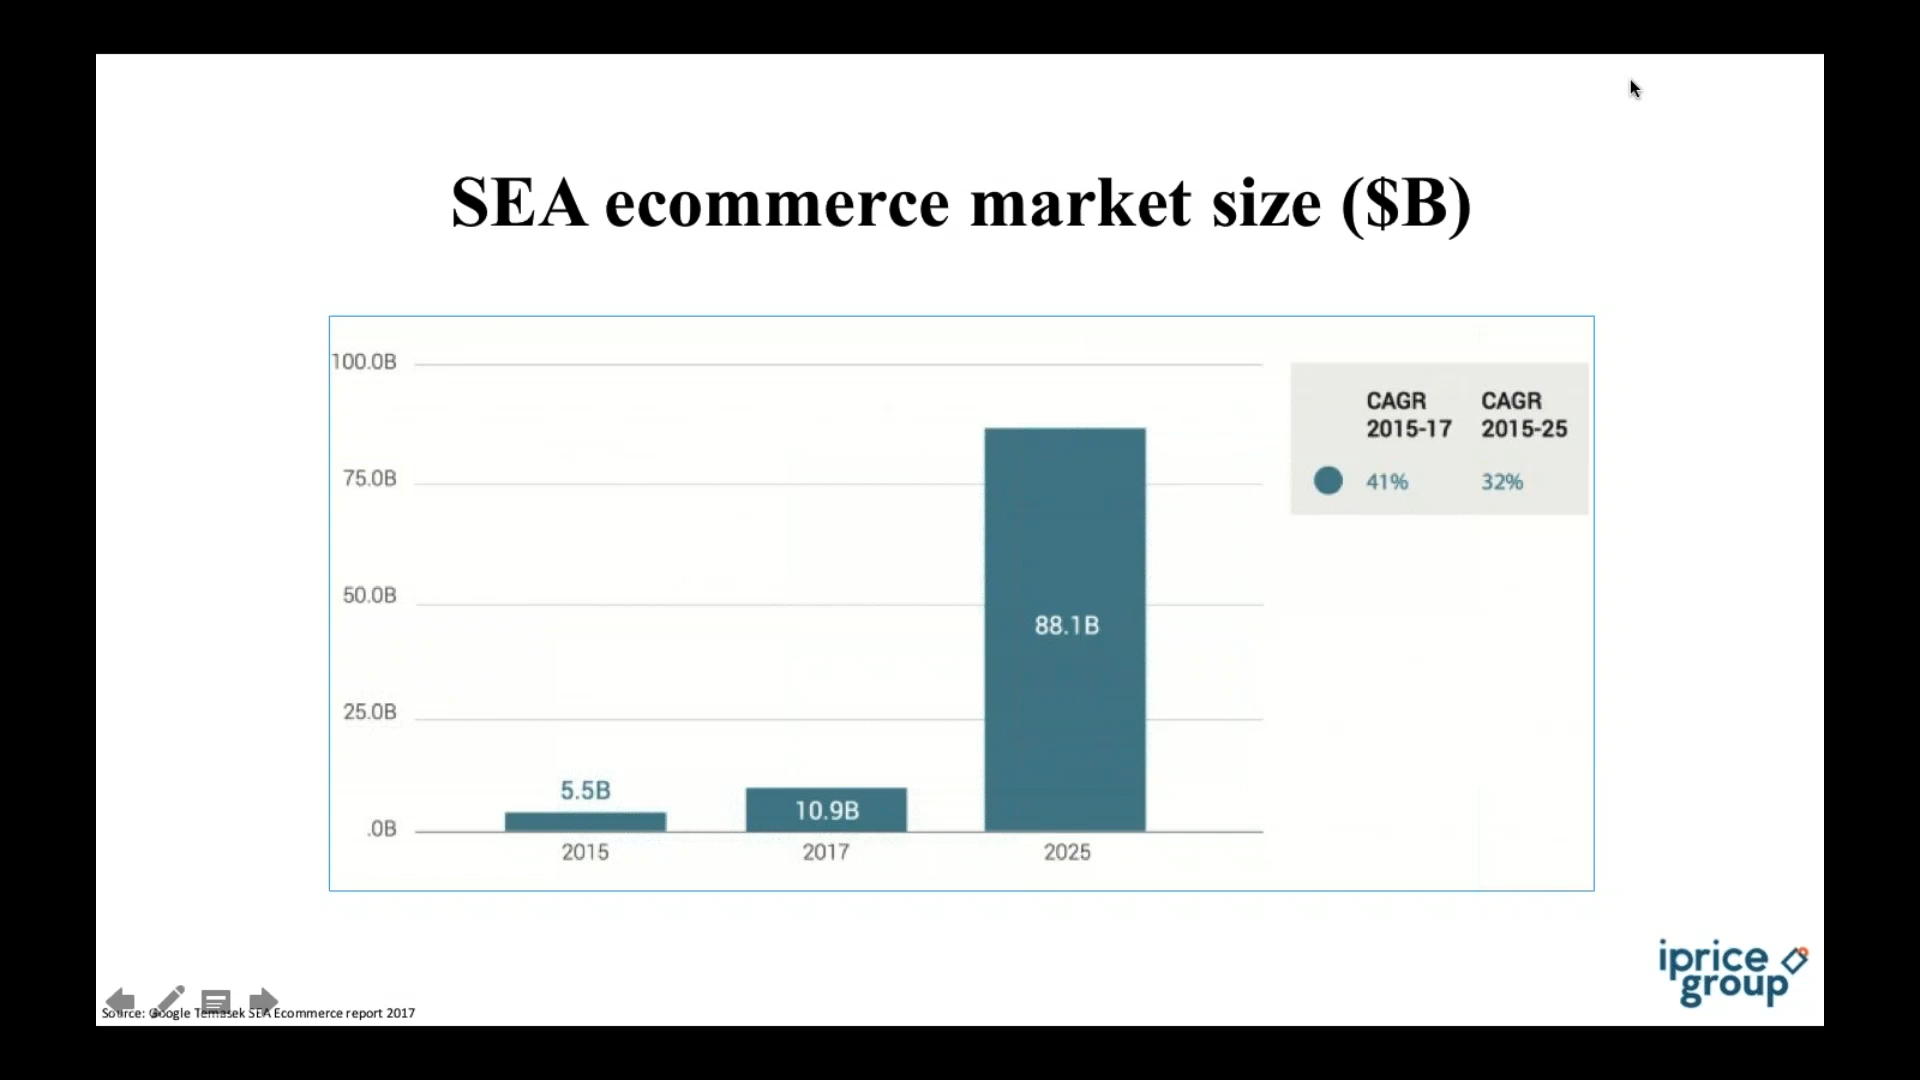 SEA ecommerce market size ($B)
100.0B
75.0B
50.0B
25.0B
.0B
5.5B
10.9B
88.1B
2015
2017
2025
CAGR CAGR
2015-17 2015-25
41% 32%
iprice
group
Source: Google Temasek SEA Ecommerce report 2017